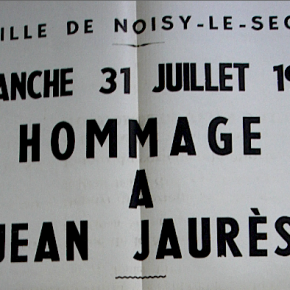 ILLE DE NOISY-LE-SEC
ANCHE 31 JUILLET 19
HOMMAGE
A
JEAN JAURÈS